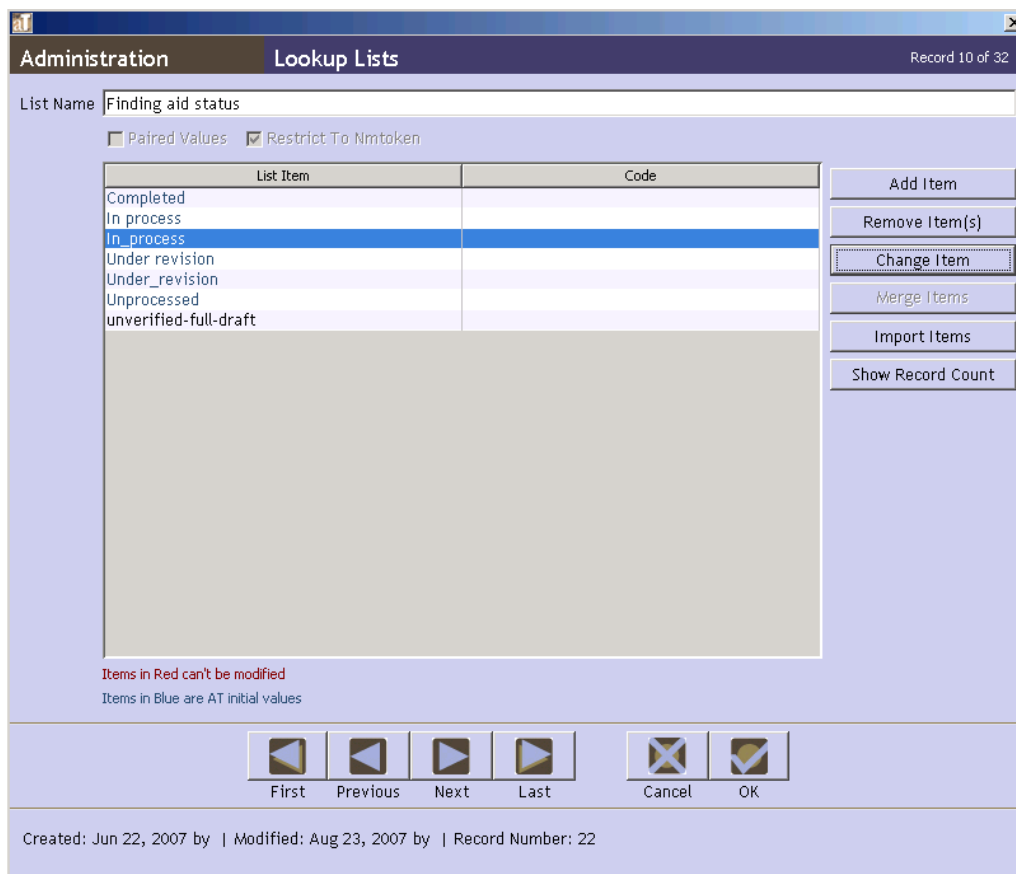 aT
Administration Lookup Lists Record 10 of 32
List Name Finding aid status
Paired Values Restrict To Nmtoken
List Item Code
Completed
In process
In_process
Under revision
Under_revision
Unprocessed
unverified-full-draft
Add Item
Remove Item(s)
Change Item
Merge Items
Import Items
Show Record Count
Items in Red can't be modified
Items in Blue are AT initial values
First Previous Next Last Cancel OK
Created: Jun 22, 2007 by | Modified: Aug 23, 2007 by | Record Number: 22